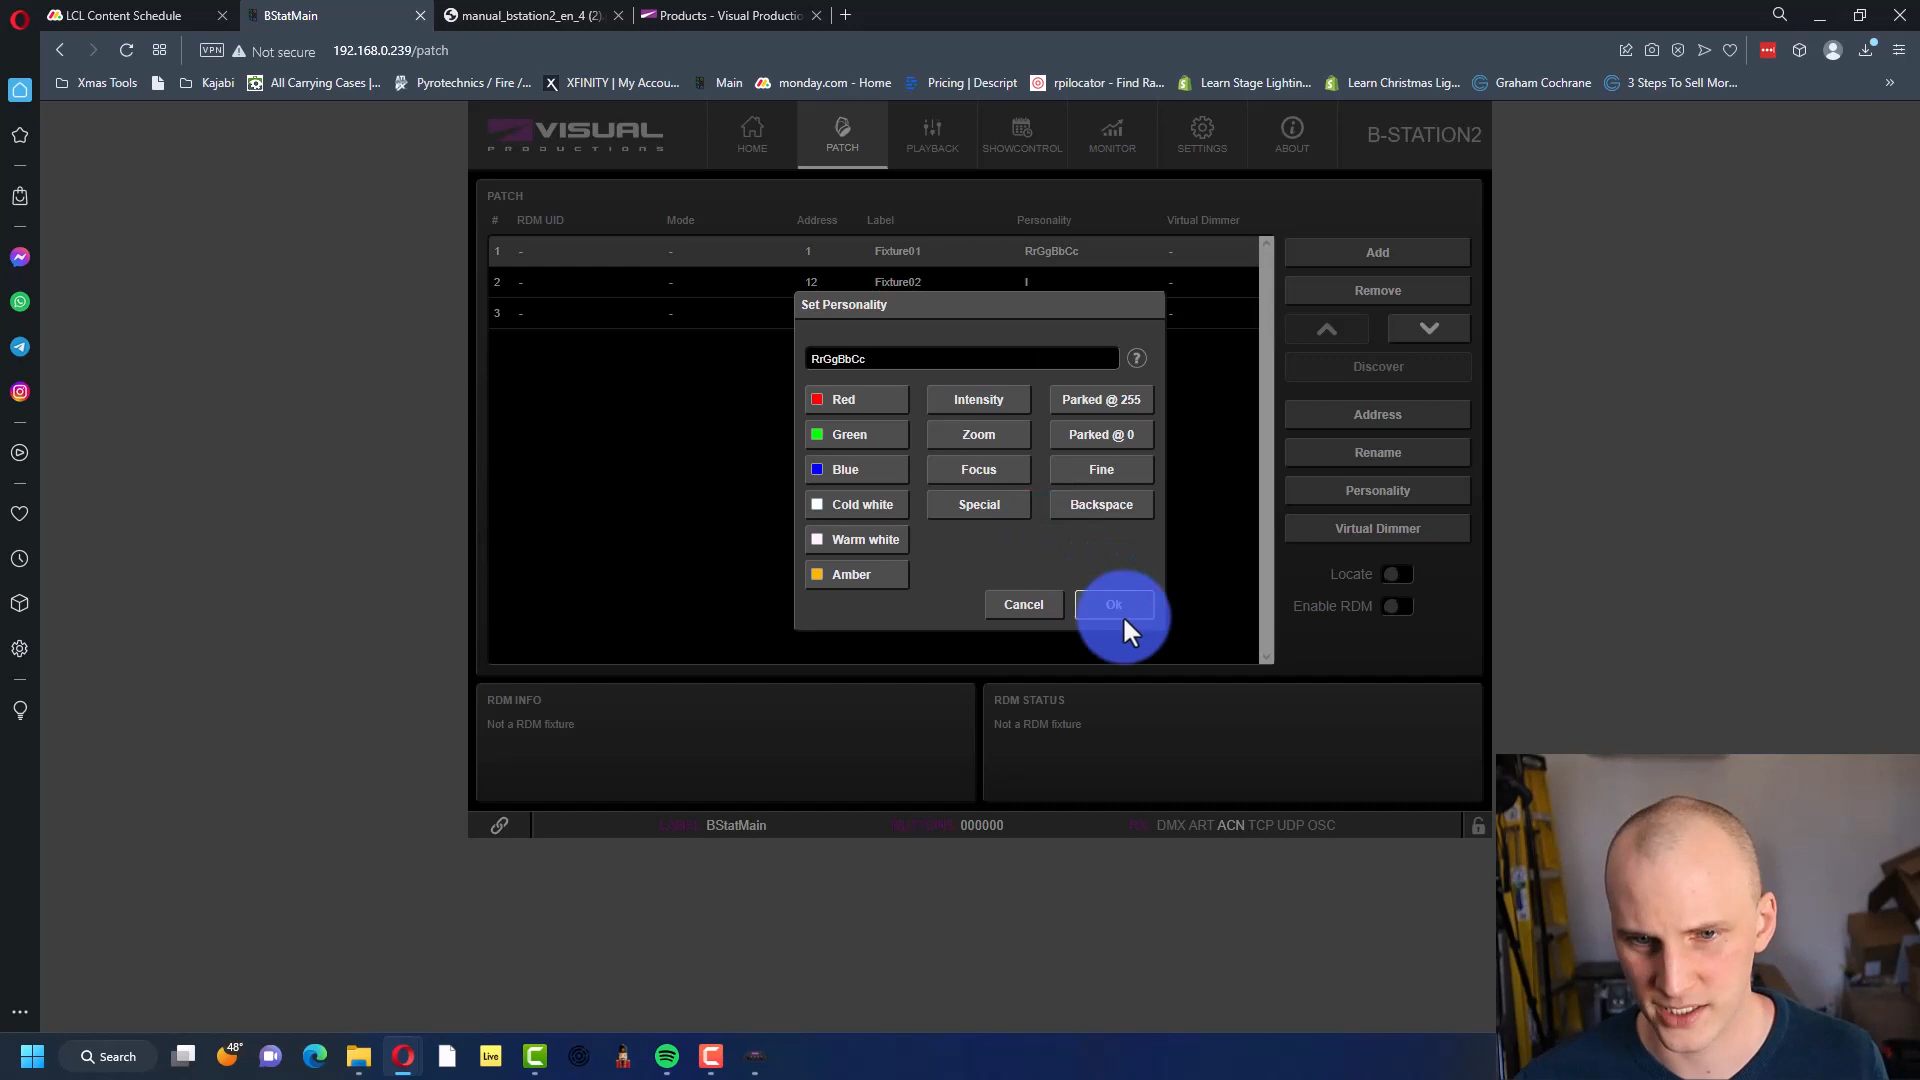 LCL Content Schedule
BStatMain
manual_bstation2_en_4 (2).
Products - Visual Productio
VPN
Not secure
192.168.0.239/patch
Xmas Tools
Kajabi
All Carrying Cases |...
Pyrotechnics / Fire /...
XFINITY | My Accou...
Main
monday.com - Home
Pricing | Descript
rpilocator - Find Ra...
Learn Stage Lightin...
Learn Christmas Lig...
Graham Cochrane
3 Steps To Sell Mor...
VISUAL
PRODUCTIONS
HOME
PATCH
PLAYBACK
SHOWCONTROL
MONITOR
SETTINGS
ABOUT
B-STATION2
PATCH
# RDM UID Mode Address Label Personality Virtual Dimmer
1 - - 1 Fixture01 RrGgBbCc -
2 - - 12 Fixture02 I -
3 - - -
Add
Remove
Discover
Address
Rename
Personality
Virtual Dimmer
Locate
Enable RDM
Set Personality
RrGgBbCc
?
Red Intensity Parked @ 255
Green Zoom Parked @ 0
Blue Focus Fine
Cold white Special Backspace
Warm white
Amber
Cancel Ok
RDM INFO
Not a RDM fixture
RDM STATUS
Not a RDM fixture
LABEL BStatMain BUTTONS 000000 RX DMX ART ACN TCP UDP OSC
48°
Search
Live